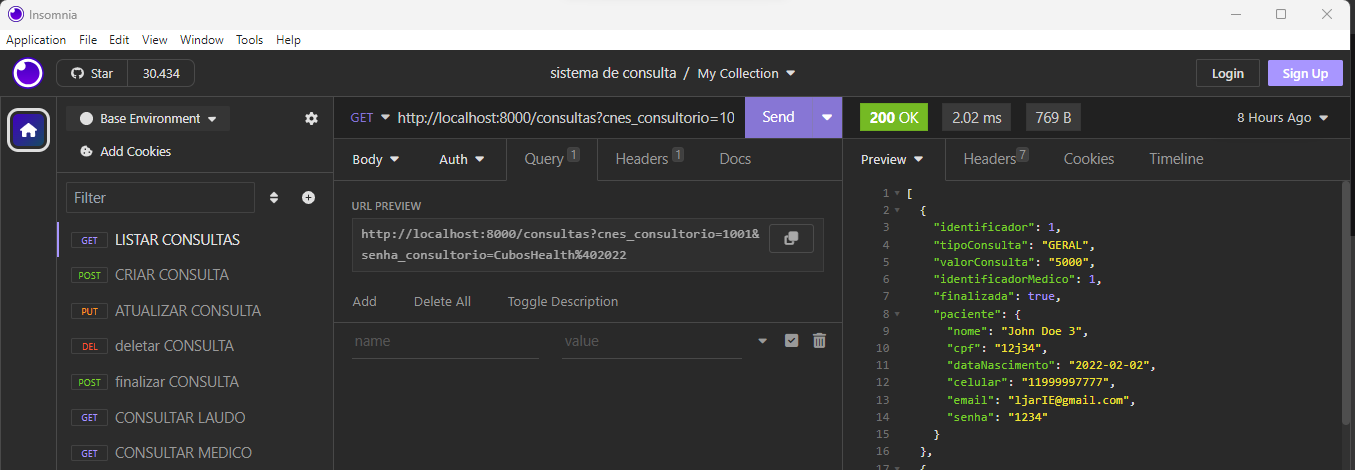 Insomnia
Application File Edit View Window Tools Help
Star 30.434
sistema de consulta / My Collection
Login Sign Up
Base Environment
Add Cookies
Filter
GET LISTAR CONSULTAS
POST CRIAR CONSULTA
PUT ATUALIZAR CONSULTA
DEL deletar CONSULTA
POST finalizar CONSULTA
GET CONSULTAR LAUDO
GET CONSULTAR MEDICO
GET http://localhost:8000/consultas?cnes_consultorio=10 Send
Body Auth Query 1 Headers 1 Docs
URL PREVIEW
http://localhost:8000/consultas?cnes_consultorio=1001&
senha_consultorio=CubosHealth%402022
Add Delete All Toggle Description
name value
200 OK 2.02 ms 769 B 8 Hours Ago
Preview Headers 7 Cookies Timeline
1 [
2 {
3 "identificador": 1,
4 "tipoConsulta": "GERAL",
5 "valorConsulta": "5000",
6 "identificadorMedico": 1,
7 "finalizada": true,
8 "paciente": {
9 "nome": "John Doe 3",
10 "cpf": "12j34",
11 "dataNascimento": "2022-02-02",
12 "celular": "11999997777",
13 "email": "ljarIE@gmail.com",
14 "senha": "1234"
15 }
16 },
17 {